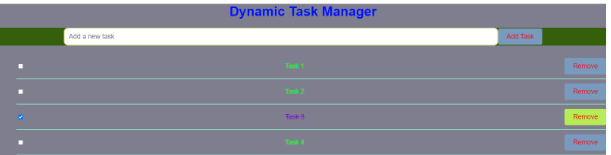 Dynamic Task Manager
Add a new task Add Task
Task 1 Remove
Task 2 Remove
Task 3 Remove
Task 4 Remove